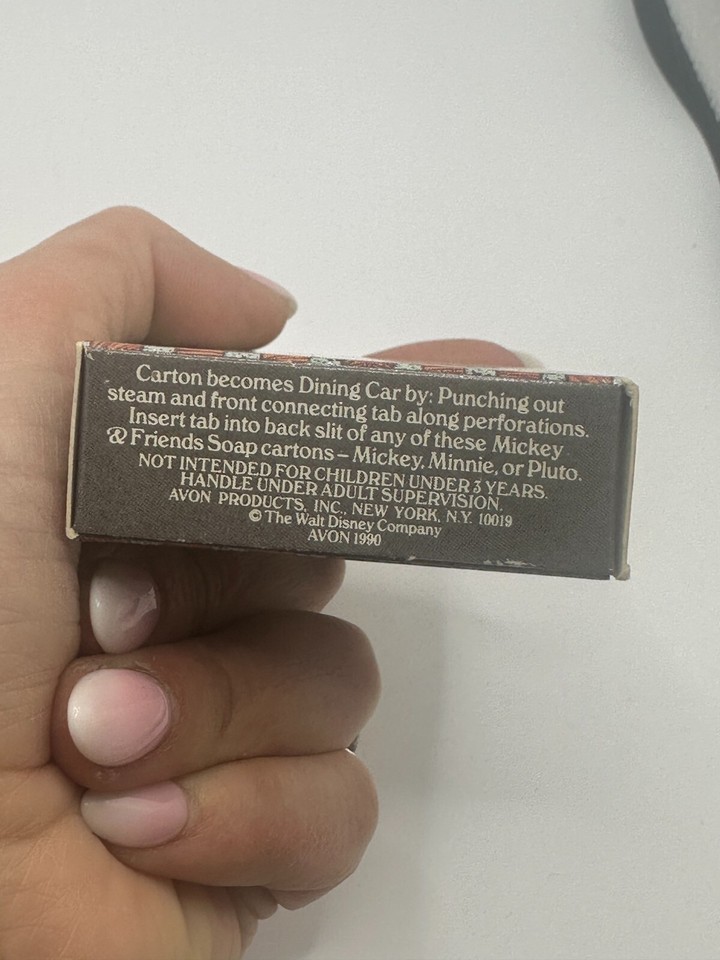 Carton becomes Dining Car by: Punching out
steam and front connecting tab along perforations.
Insert tab into back slit of any of these Mickey
& Friends Soap cartons – Mickey, Minnie, or Pluto.
NOT INTENDED FOR CHILDREN UNDER 3 YEARS.
HANDLE UNDER ADULT SUPERVISION.
AVON PRODUCTS, INC., NEW YORK, N.Y. 10019
© The Walt Disney Company
AVON 1990